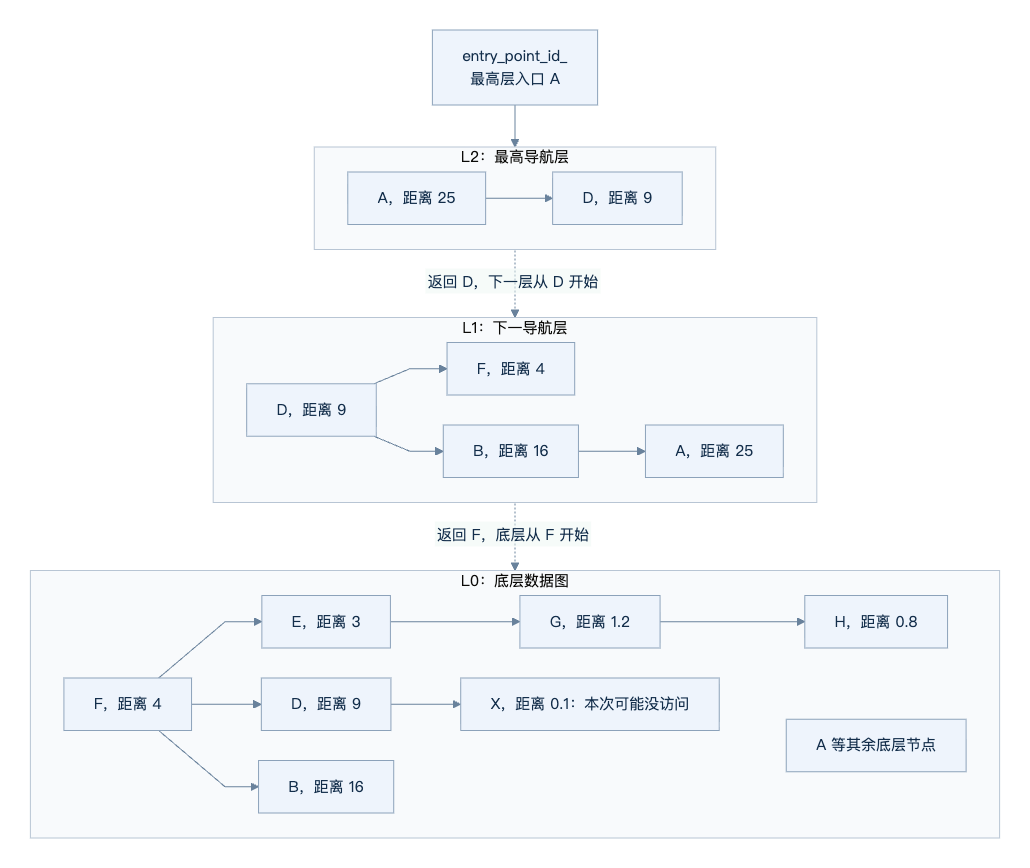 entry_point_id_
最高层入口 A
L2：最高导航层
A，距离 25
D，距离 9
返回 D，下一层从 D 开始
L1：下一导航层
F，距离 4
D，距离 9
B，距离 16
A，距离 25
返回 F，底层从 F 开始
L0：底层数据图
E，距离 3
G，距离 1.2
H，距离 0.8
F，距离 4
D，距离 9
X，距离 0.1：本次可能没访问
A 等其余底层节点
B，距离 16